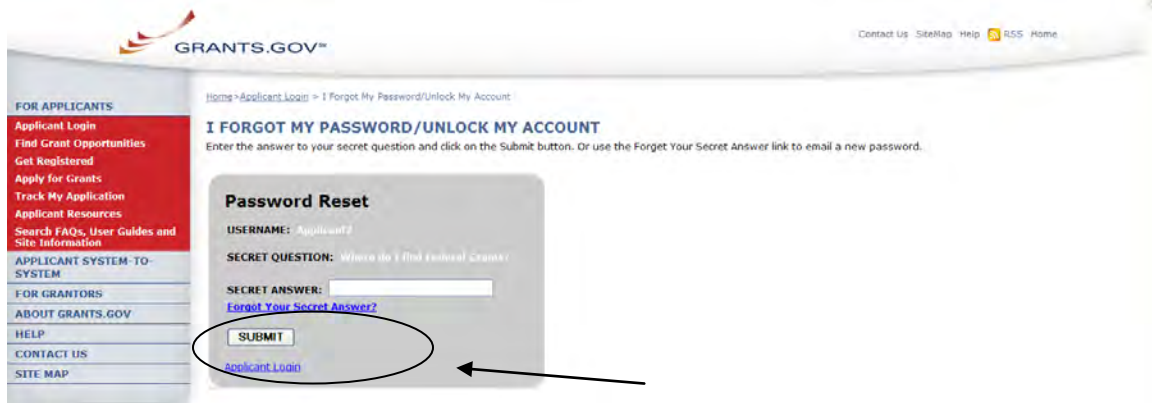 GRANTS.GOV℠
Contact Us SiteMap Help RSS Home
Home > Applicant Login > I Forgot My Password/Unlock My Account
FOR APPLICANTS
Applicant Login
Find Grant Opportunities
Get Registered
Apply for Grants
Track My Application
Applicant Resources
Search FAQs, User Guides and
Site Information
APPLICANT SYSTEM-TO-
SYSTEM
FOR GRANTORS
ABOUT GRANTS.GOV
HELP
CONTACT US
SITE MAP
I FORGOT MY PASSWORD/UNLOCK MY ACCOUNT
Enter the answer to your secret question and click on the Submit button. Or use the Forget Your Secret Answer link to email a new password.
Password Reset
USERNAME:
SECRET QUESTION: Where do I find Federal Grants?
SECRET ANSWER:
Forgot Your Secret Answer?
SUBMIT
Applicant Login